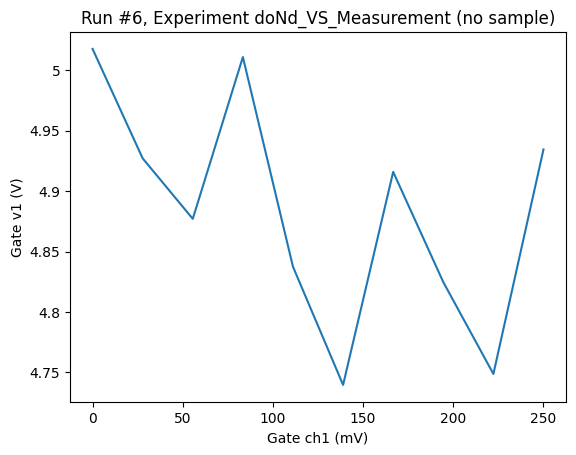 Run #6, Experiment doNd_VS_Measurement (no sample)
5
4.95
4.9
4.85
4.8
4.75
Gate v1 (V)
0 50 100 150 200 250
Gate ch1 (mV)